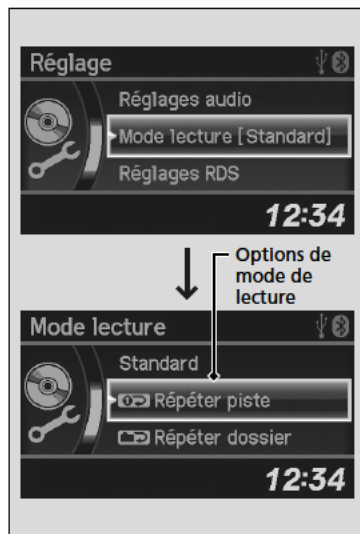 Réglage
Réglages audio
Mode lecture [Standard]
Réglages RDS
12:34
Options de
mode de
lecture
Mode lecture
Standard
Répéter piste
Répéter dossier
12:34